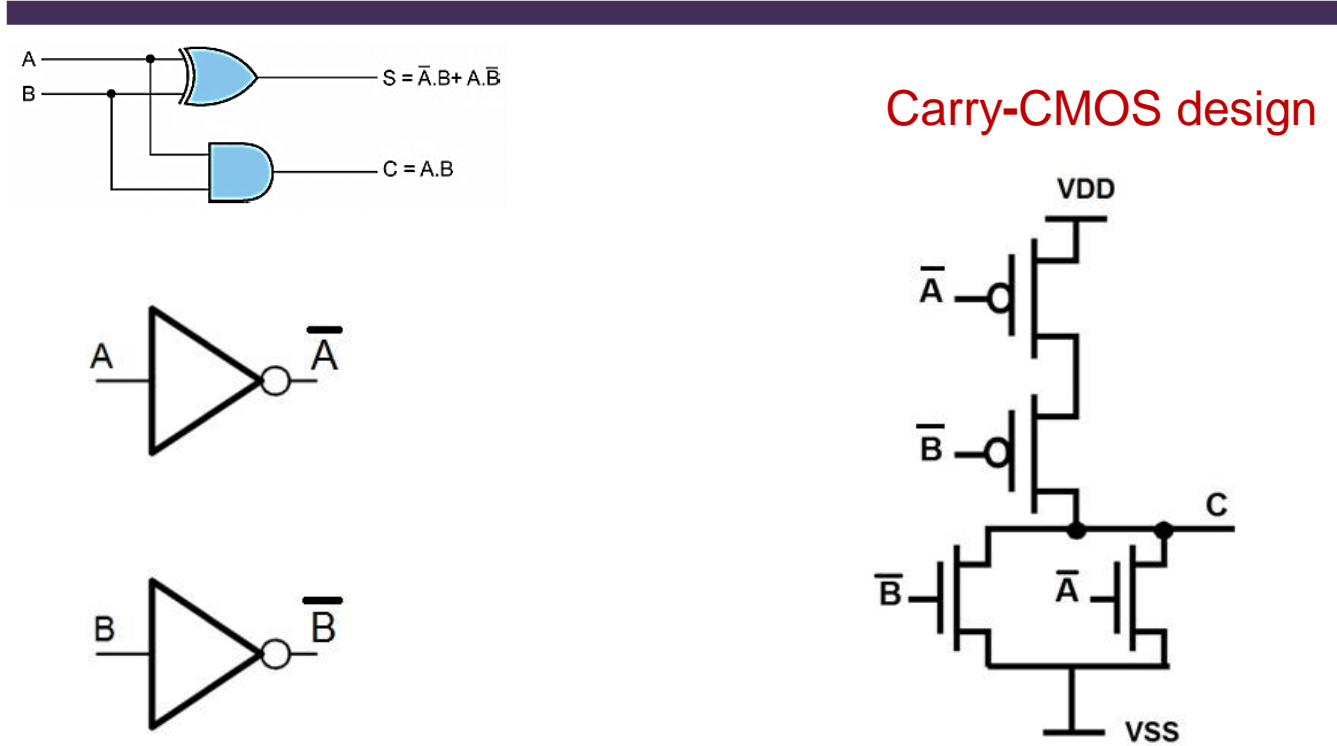 A
B
S = A̅.B+ A.B̅
C = A.B
Carry-CMOS design
VDD
A̅
B̅
C
B̅
A̅
VSS
A
A̅
B
B̅